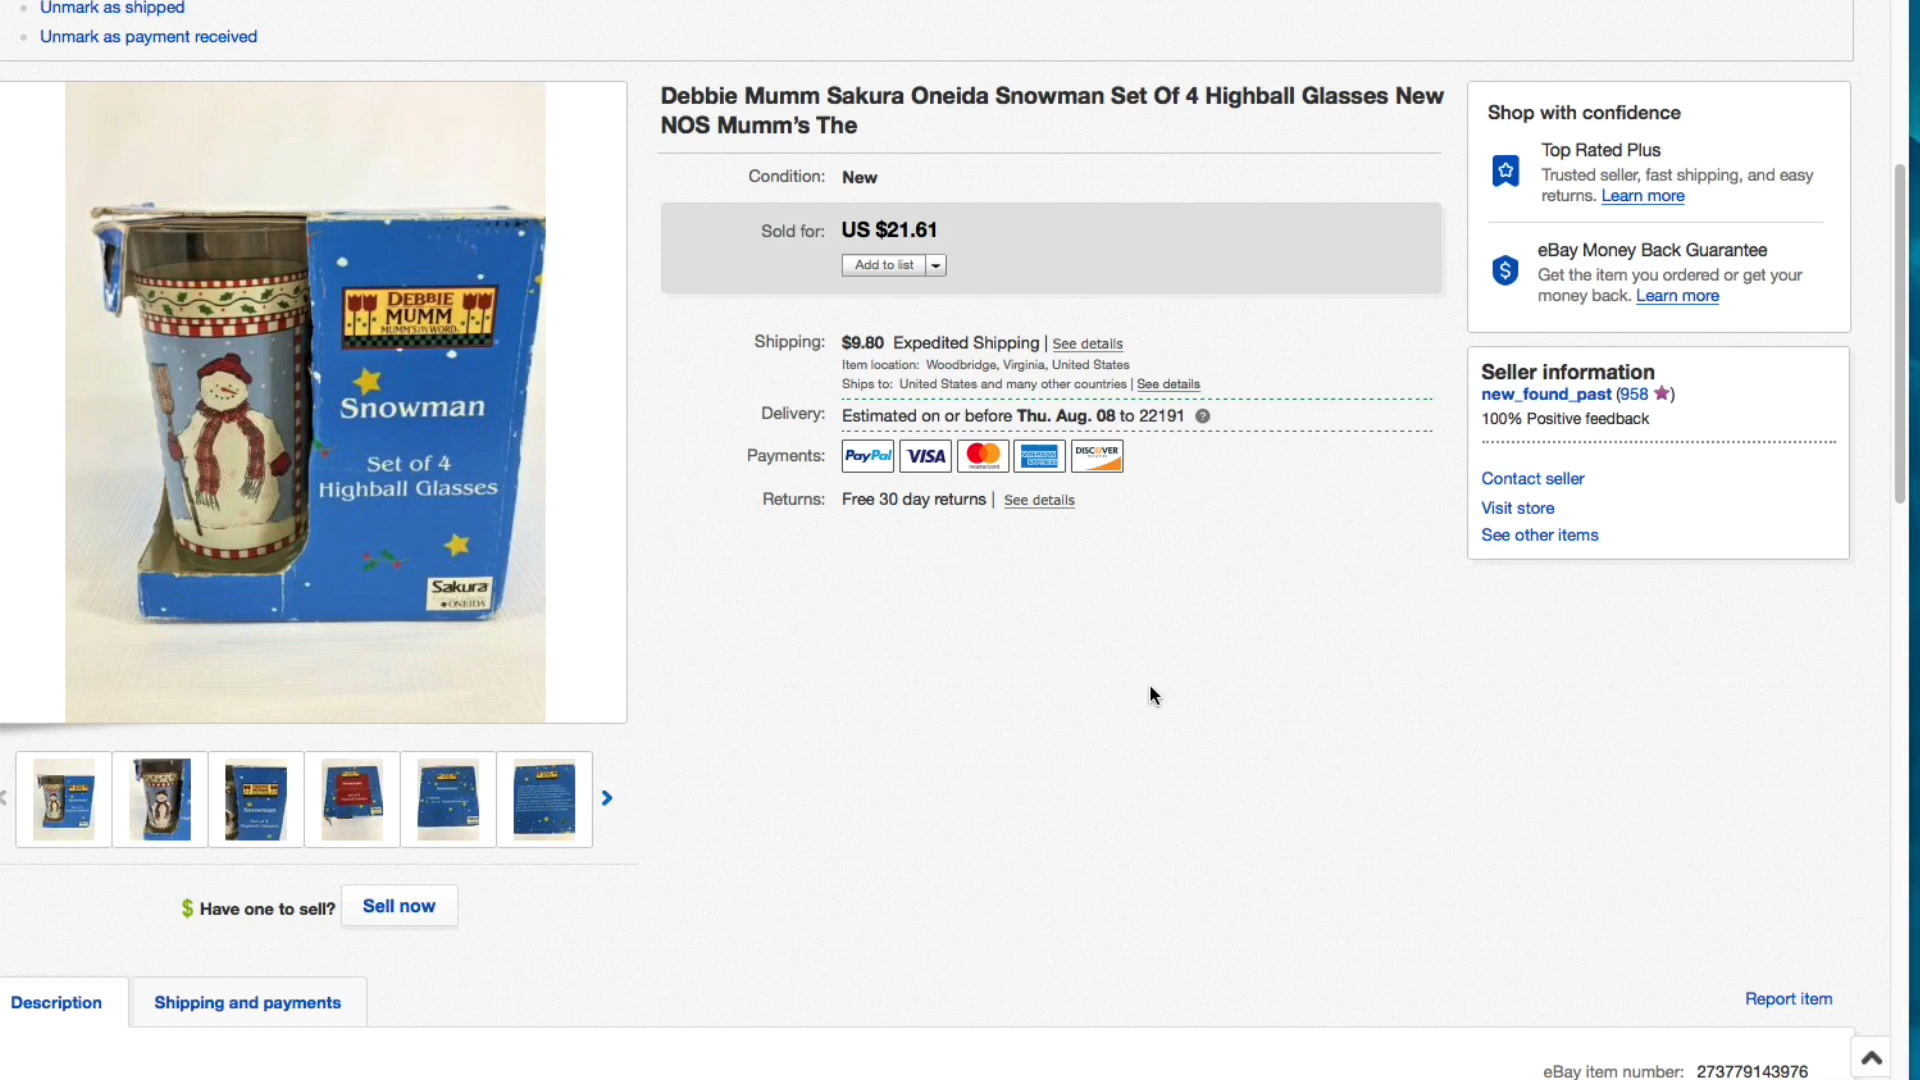 Unmark as shipped
Unmark as payment received
Debbie Mumm Sakura Oneida Snowman Set Of 4 Highball Glasses New
NOS Mumm's The
Condition: New
Sold for: US $21.61
Add to list
Shipping: $9.80 Expedited Shipping | See details
Item location: Woodbridge, Virginia, United States
Ships to: United States and many other countries | See details
Delivery: Estimated on or before Thu. Aug. 08 to 22191 ?
Payments: PayPal VISA mastercard AMERICAN EXPRESS DISCOVER
Returns: Free 30 day returns | See details
Shop with confidence
Top Rated Plus
Trusted seller, fast shipping, and easy
returns. Learn more
eBay Money Back Guarantee
Get the item you ordered or get your
money back. Learn more
Seller information
new_found_past (958 )
100% Positive feedback
Contact seller
Visit store
See other items
DEBBIE
MUMM
MUMM'S THE WORD
Snowman
Set of 4
Highball Glasses
Sakura
ONEIDA
$ Have one to sell? Sell now
Description
Shipping and payments
Report item
eBay item number: 273779143976